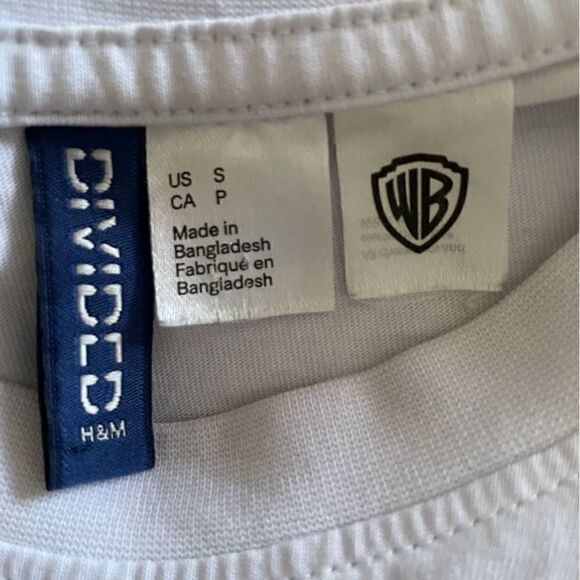 DIVIDED
H&M
US S
CA P
Made in
Bangladesh
Fabriqué en
Bangladesh
WB